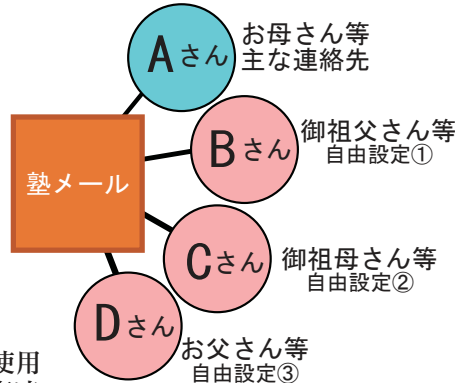 Aさん
お母さん等
主な連絡先
塾メール
Bさん
御祖父さん等
自由設定①
Cさん
御祖母さん等
自由設定②
Dさん
お父さん等
自由設定③
使用